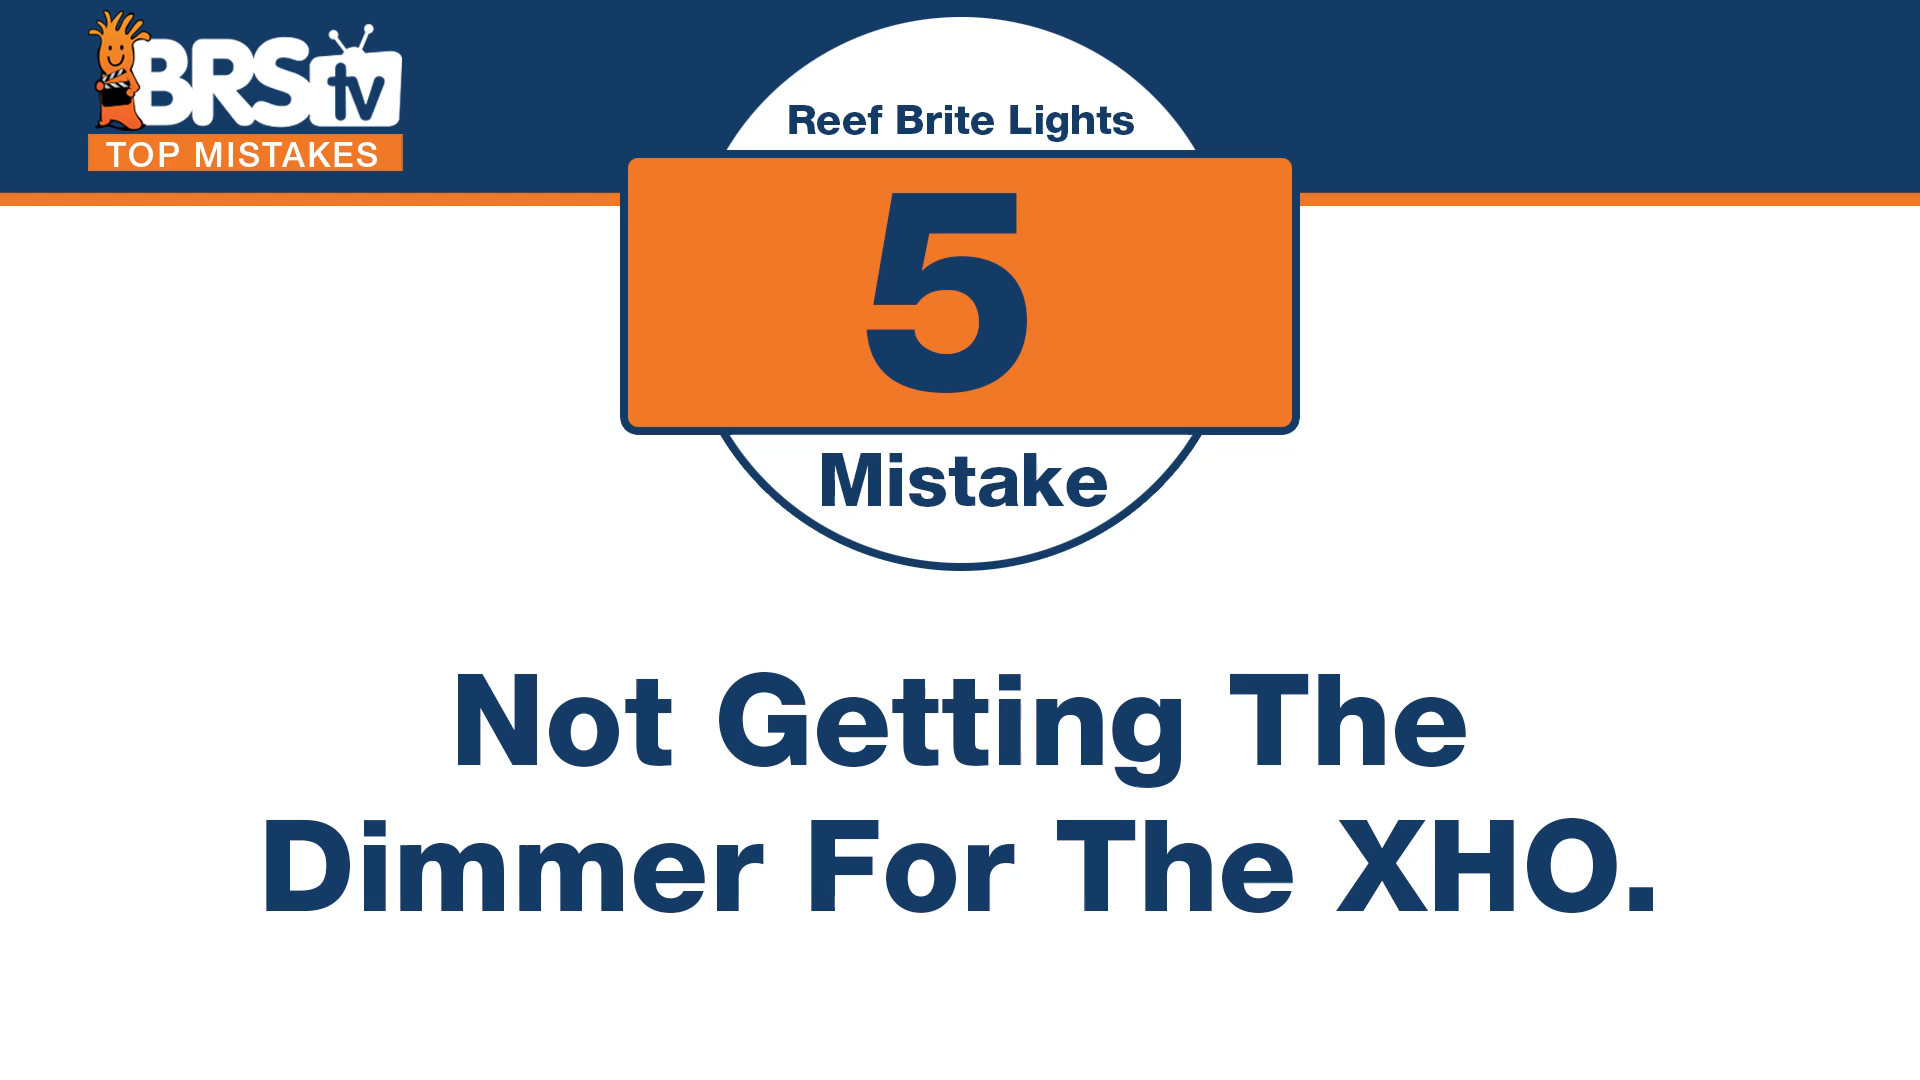 BRStv
TOP MISTAKES
Reef Brite Lights
5
Mistake
Not Getting The
Dimmer For The XHO.